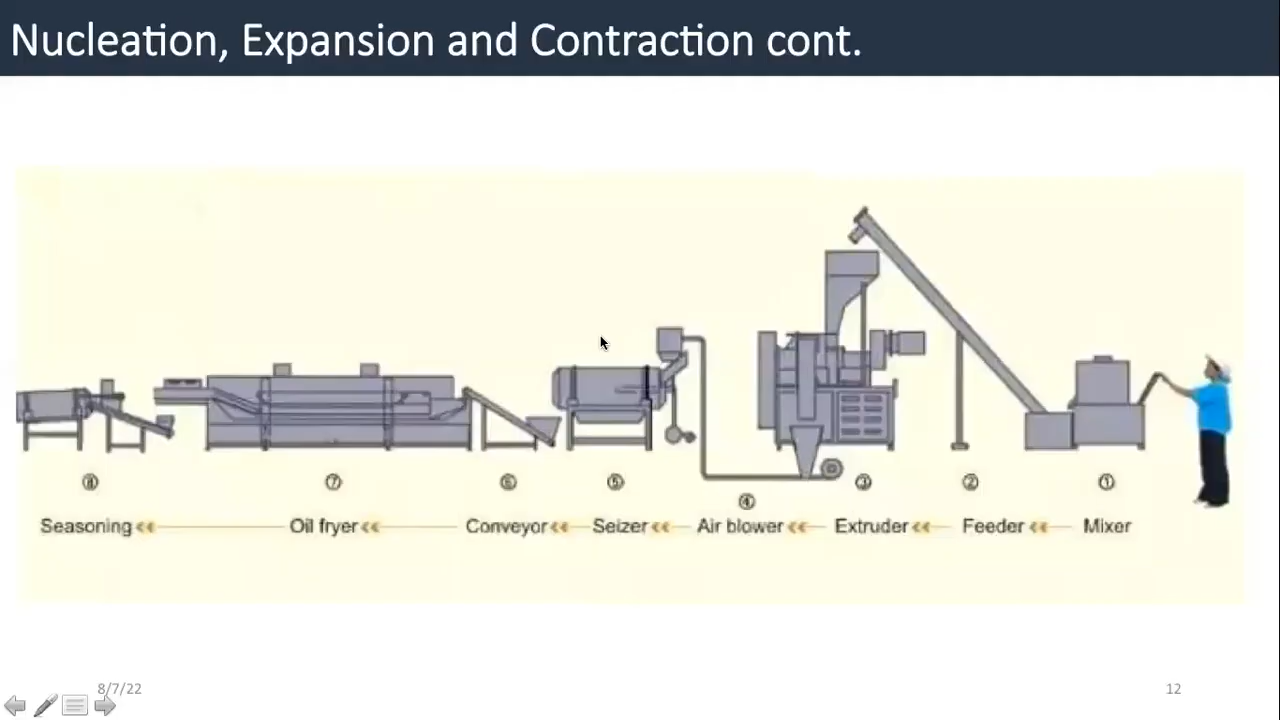 Nucleation, Expansion and Contraction cont.
⑧ ⑦ ⑥ ⑤ ④ ③ ② ①
Seasoning Oil fryer Conveyor Seizer Air blower Extruder Feeder Mixer
8/7/22
12